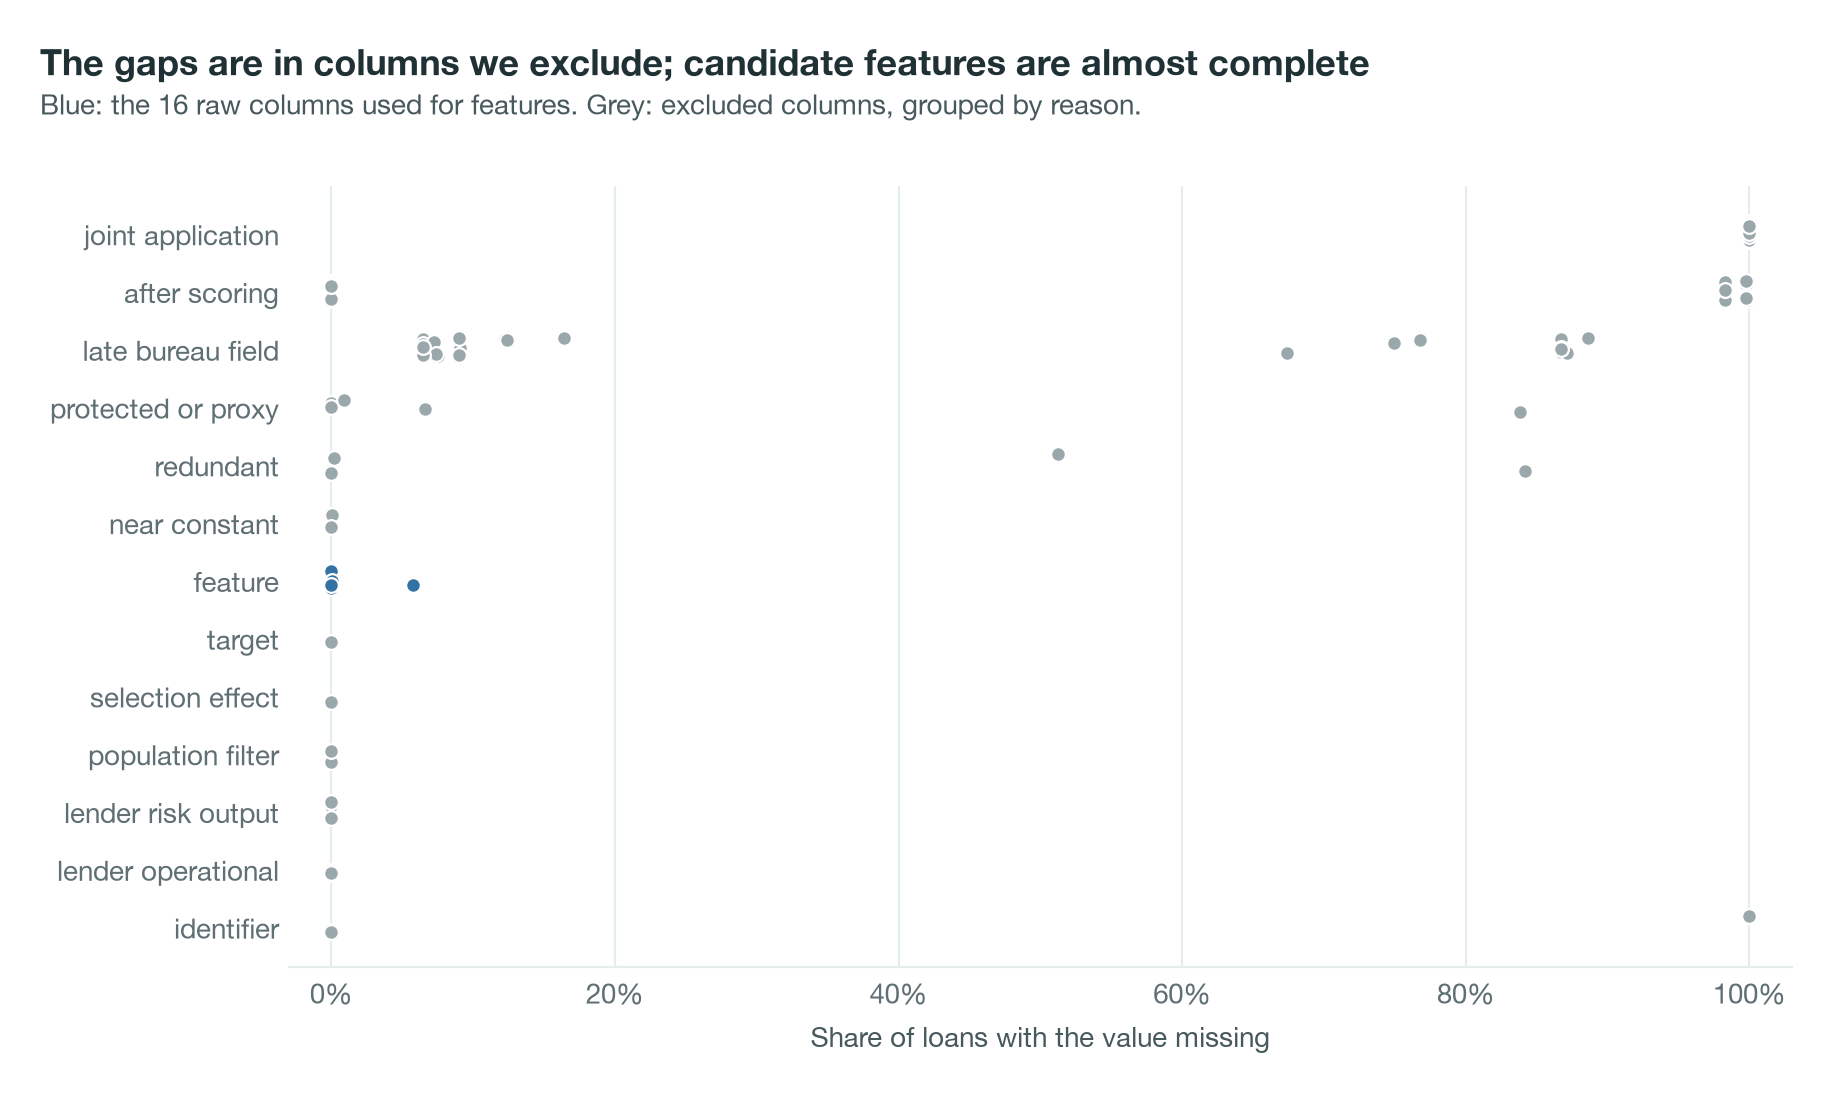 The gaps are in columns we exclude; candidate features are almost complete
Blue: the 16 raw columns used for features. Grey: excluded columns, grouped by reason.
joint application
after scoring
late bureau field
protected or proxy
redundant
near constant
feature
target
selection effect
population filter
lender risk output
lender operational
identifier
0% 20% 40% 60% 80% 100%
Share of loans with the value missing